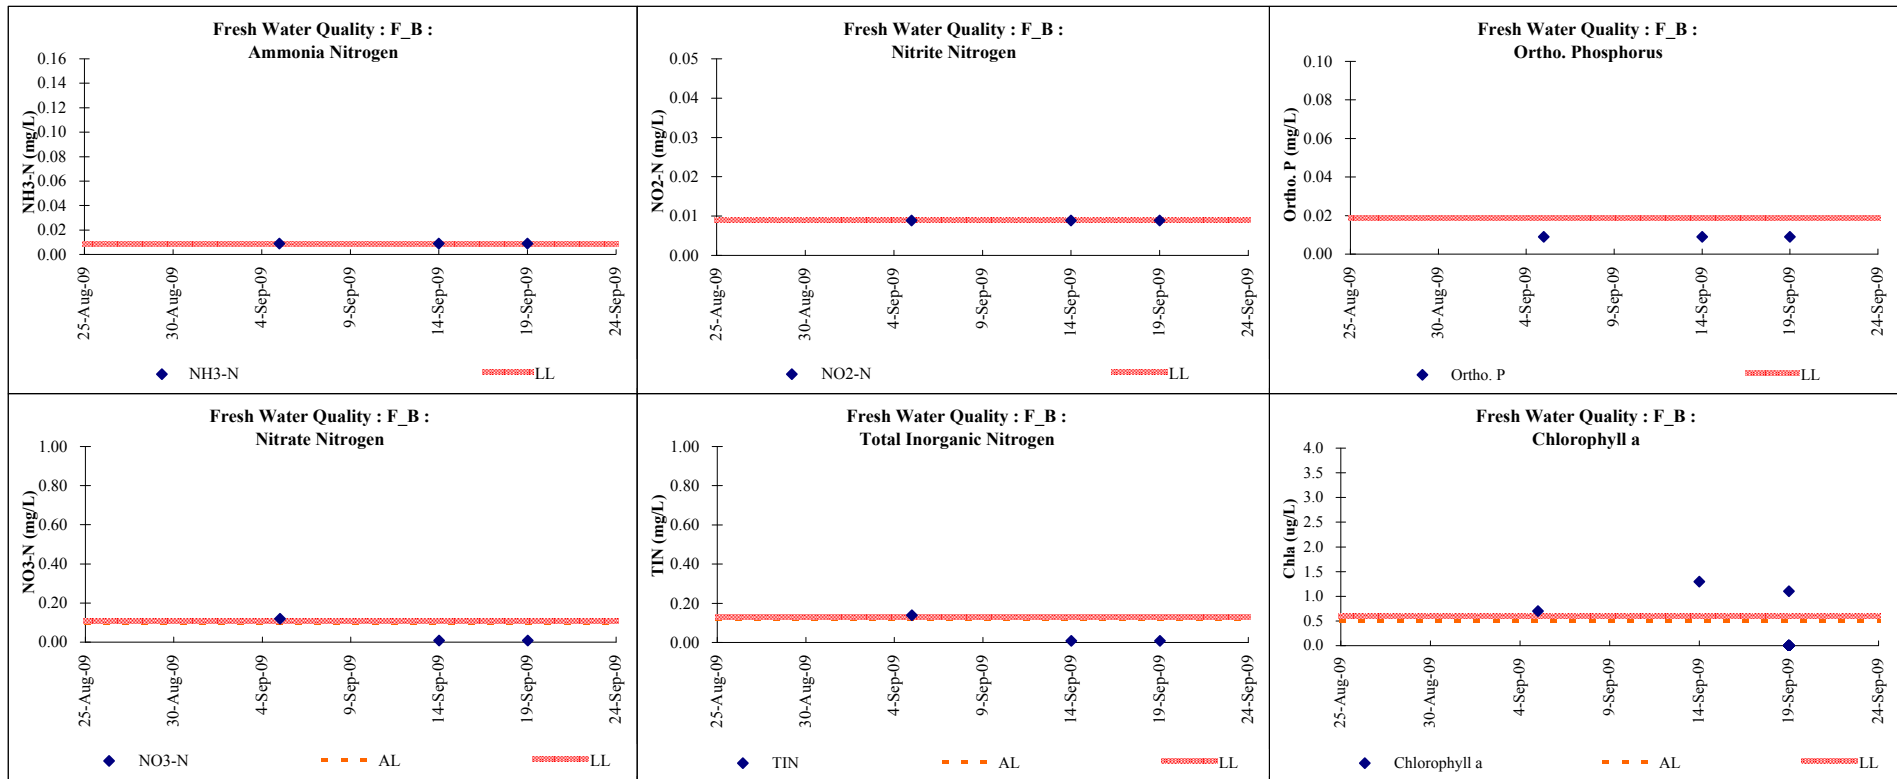 Fresh Water Quality : F_B :
Ammonia Nitrogen
NH3-N (mg/L)
0.16
0.14
0.12
0.10
0.08
0.06
0.04
0.02
0.00
25-Aug-09
30-Aug-09
4-Sep-09
9-Sep-09
14-Sep-09
19-Sep-09
24-Sep-09
NH3-N
LL
Fresh Water Quality : F_B :
Nitrite Nitrogen
NO2-N (mg/L)
0.05
0.04
0.03
0.02
0.01
0.00
25-Aug-09
30-Aug-09
4-Sep-09
9-Sep-09
14-Sep-09
19-Sep-09
24-Sep-09
NO2-N
LL
Fresh Water Quality : F_B :
Ortho. Phosphorus
Ortho. P (mg/L)
0.10
0.08
0.06
0.04
0.02
0.00
25-Aug-09
30-Aug-09
4-Sep-09
9-Sep-09
14-Sep-09
19-Sep-09
24-Sep-09
Ortho. P
LL
Fresh Water Quality : F_B :
Nitrate Nitrogen
NO3-N (mg/L)
1.00
0.80
0.60
0.40
0.20
0.00
25-Aug-09
30-Aug-09
4-Sep-09
9-Sep-09
14-Sep-09
19-Sep-09
24-Sep-09
NO3-N
AL
LL
Fresh Water Quality : F_B :
Total Inorganic Nitrogen
TIN (mg/L)
1.00
0.80
0.60
0.40
0.20
0.00
25-Aug-09
30-Aug-09
4-Sep-09
9-Sep-09
14-Sep-09
19-Sep-09
24-Sep-09
TIN
AL
LL
Fresh Water Quality : F_B :
Chlorophyll a
Chla (ug/L)
4.0
3.5
3.0
2.5
2.0
1.5
1.0
0.5
0.0
25-Aug-09
30-Aug-09
4-Sep-09
9-Sep-09
14-Sep-09
19-Sep-09
24-Sep-09
Chlorophyll a
AL
LL